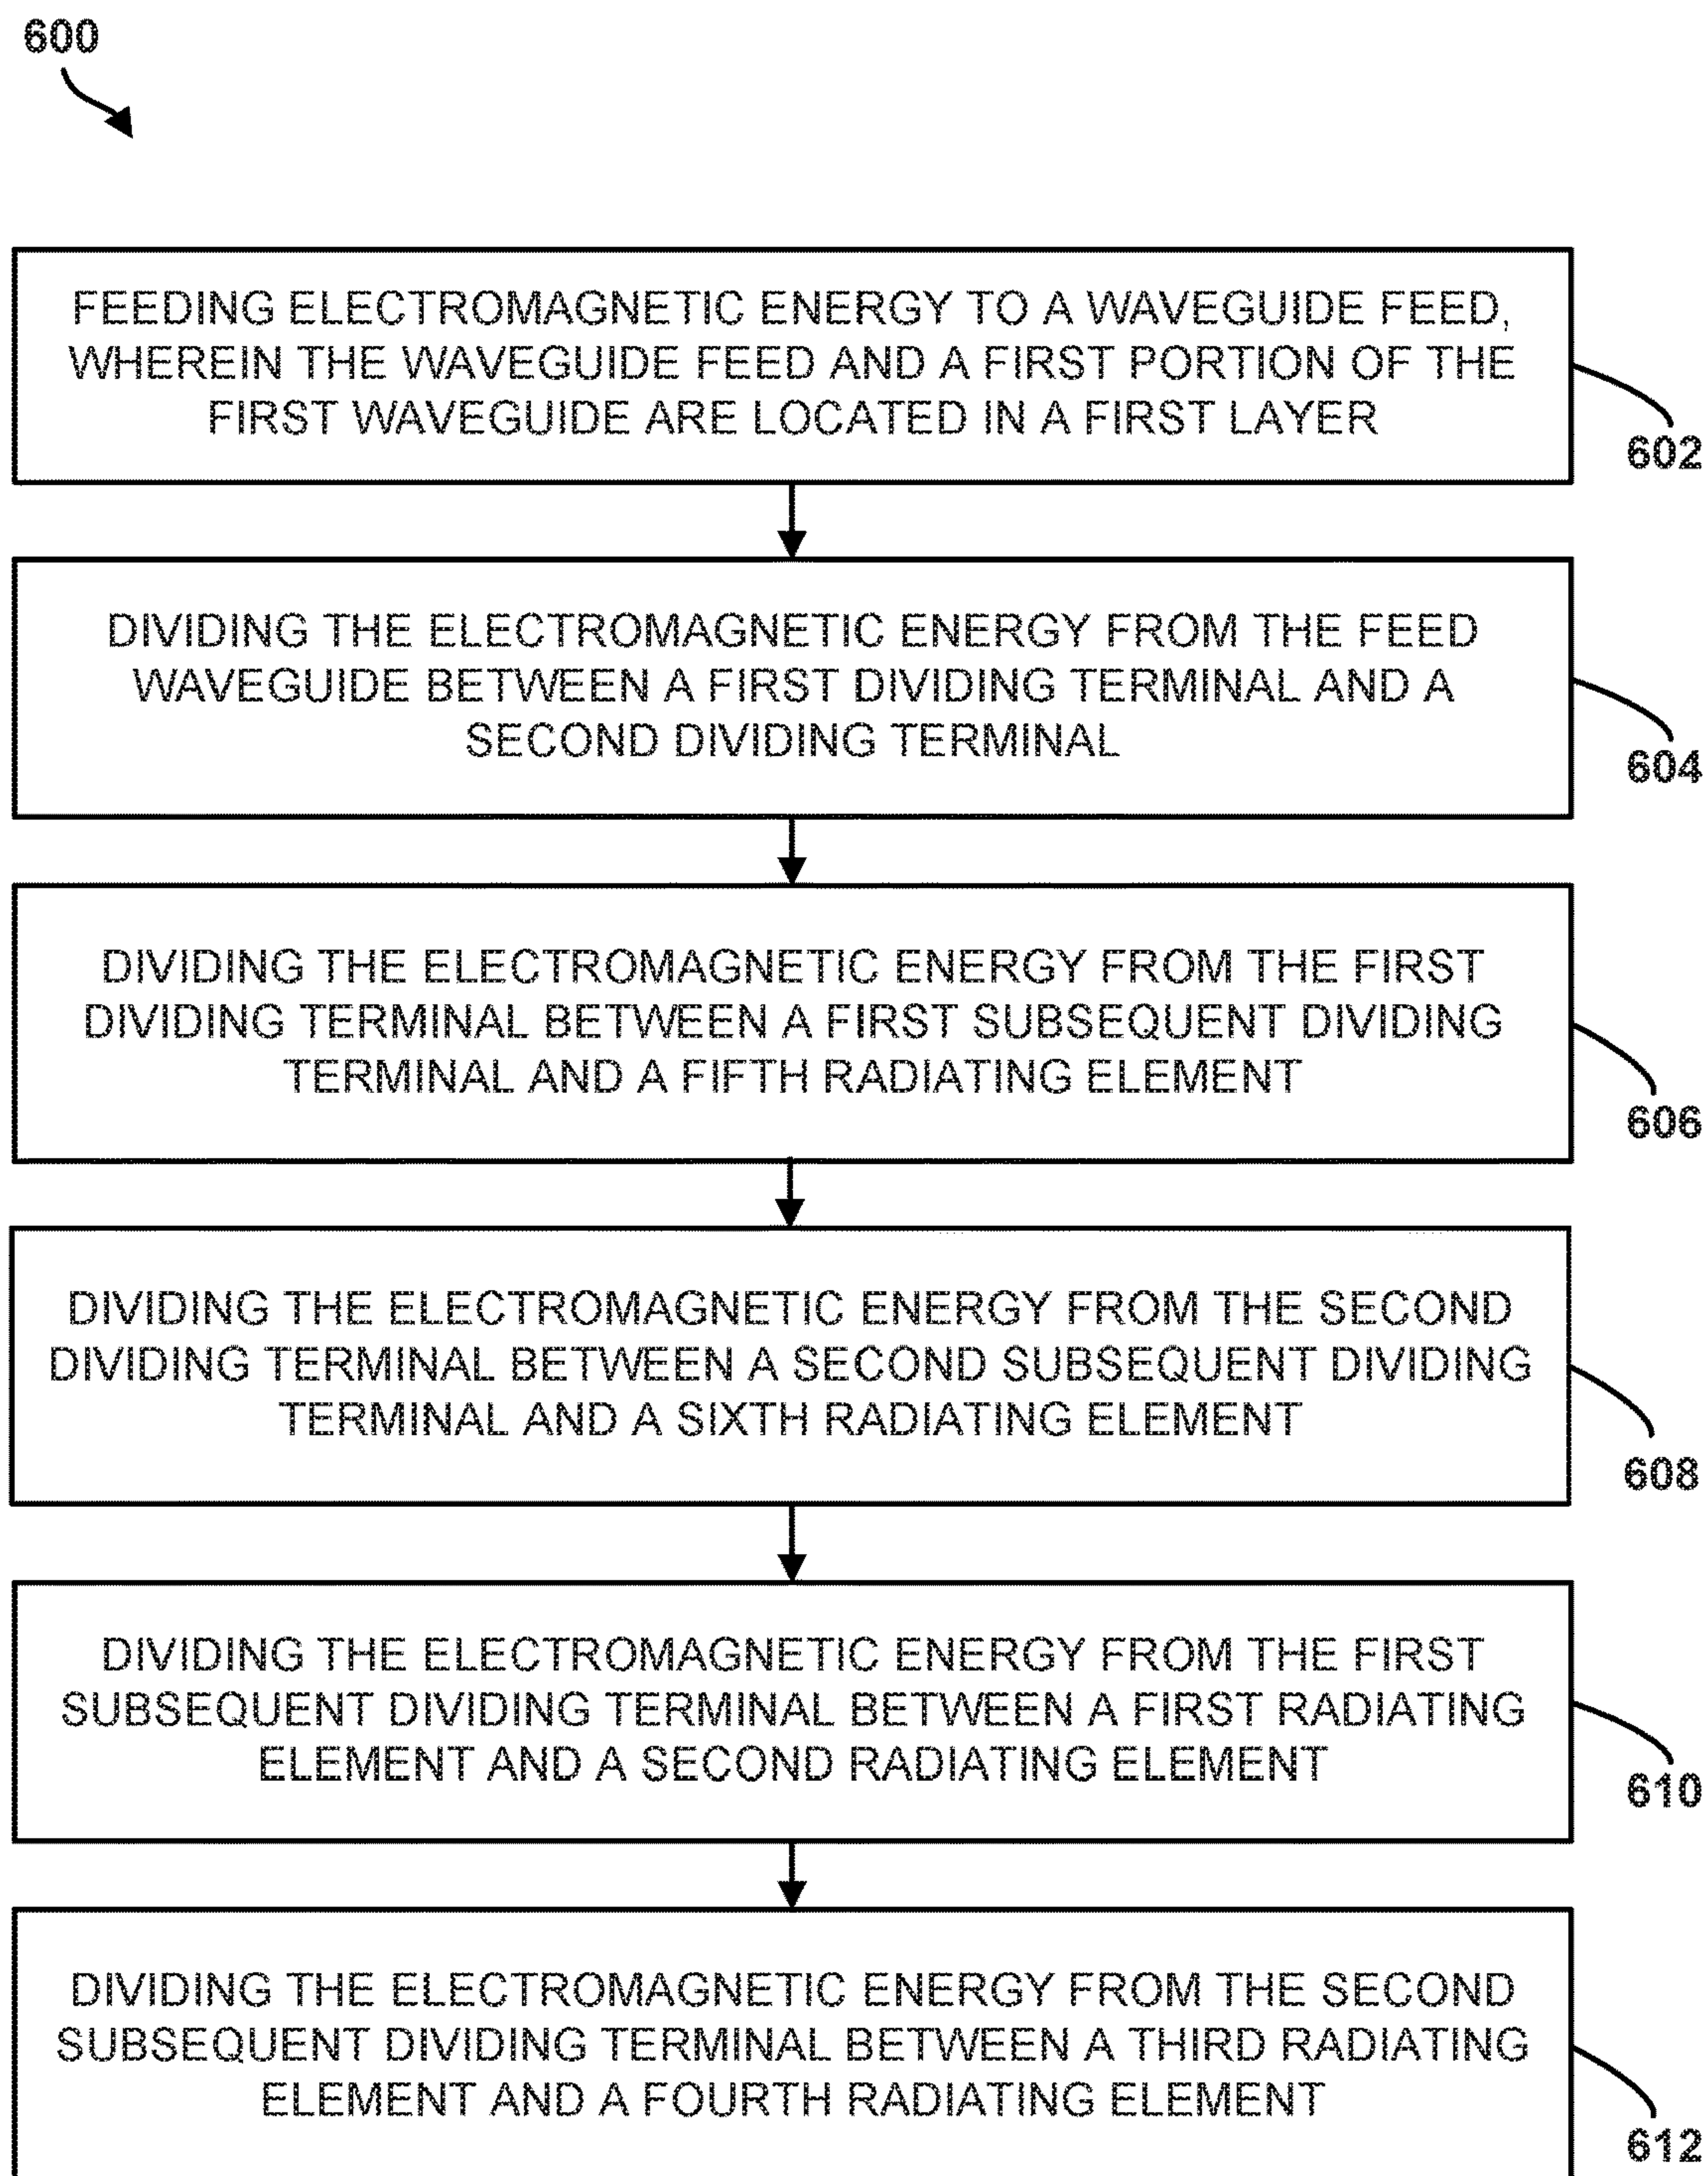 600
FEEDING ELECTROMAGNETIC ENERGY TO A WAVEGUIDE FEED,
WHEREIN THE WAVEGUIDE FEED AND A FIRST PORTION OF THE
FIRST WAVEGUIDE ARE LOCATED IN A FIRST LAYER
602
DIVIDING THE ELECTROMAGNETIC ENERGY FROM THE FEED
WAVEGUIDE BETWEEN A FIRST DIVIDING TERMINAL AND A
SECOND DIVIDING TERMINAL
604
DIVIDING THE ELECTROMAGNETIC ENERGY FROM THE FIRST
DIVIDING TERMINAL BETWEEN A FIRST SUBSEQUENT DIVIDING
TERMINAL AND A FIFTH RADIATING ELEMENT
606
DIVIDING THE ELECTROMAGNETIC ENERGY FROM THE SECOND
DIVIDING TERMINAL BETWEEN A SECOND SUBSEQUENT DIVIDING
TERMINAL AND A SIXTH RADIATING ELEMENT
608
DIVIDING THE ELECTROMAGNETIC ENERGY FROM THE FIRST
SUBSEQUENT DIVIDING TERMINAL BETWEEN A FIRST RADIATING
ELEMENT AND A SECOND RADIATING ELEMENT
610
DIVIDING THE ELECTROMAGNETIC ENERGY FROM THE SECOND
SUBSEQUENT DIVIDING TERMINAL BETWEEN A THIRD RADIATING
ELEMENT AND A FOURTH RADIATING ELEMENT
612